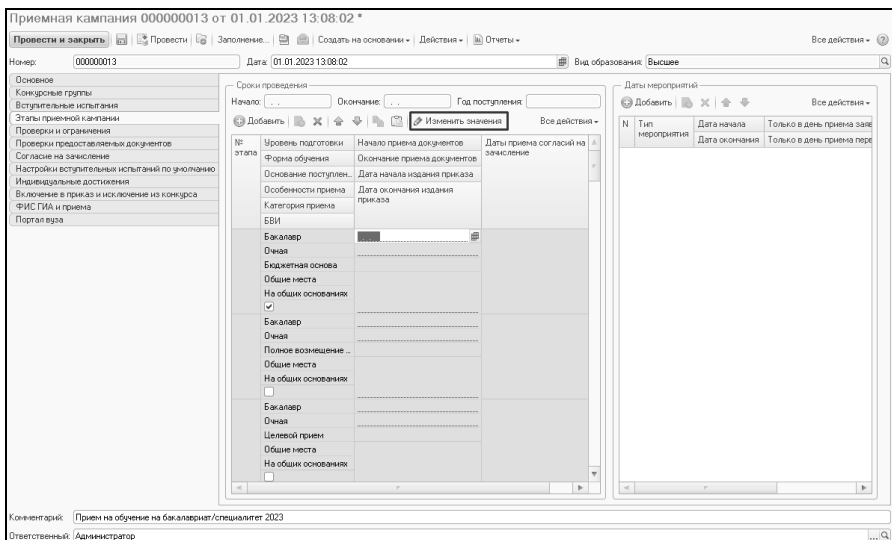 Приемная кампания 000000013 от 01.01.2023 13:08:02 *
Провести и закрыть Провести Заполнение... Создать на основании Действия Отчеты Все действия
Номер: 000000013 Дата: 01.01.2023 13:08:02 Вид образования: Высшее
Основное
Конкурсные группы
Вступительные испытания
Этапы приемной кампании
Проверки и ограничения
Проверки предоставляемых документов
Согласие на зачисление
Настройки вступительных испытаний по умолчанию
Индивидуальные достижения
Включение в приказ и исключение из конкурса
ФИС ГИА и приема
Портал вуза
Сроки проведения
Начало: . . Окончание: . . Год поступления:
Добавить Изменить значения Все действия
№ этапа
Уровень подготовки
Форма обучения
Основание поступлен...
Особенности приема
Категория приема
БВИ
Начало приема документов
Окончание приема документов
Дата начала издания приказа
Дата окончания издания приказа
Даты приема согласий на зачисление
Бакалавр
Очная
Бюджетная основа
Общие места
На общих основаниях
Бакалавр
Очная
Полное возмещение ...
Общие места
На общих основаниях
Бакалавр
Очная
Целевой прием
Общие места
На общих основаниях
Даты мероприятий
Добавить Все действия
N
Тип мероприятия
Дата начала
Дата окончания
Только в день приема заяв
Только в день приема пере
Комментарий: Прием на обучение на бакалавриат/специалитет 2023
Ответственный: Администратор